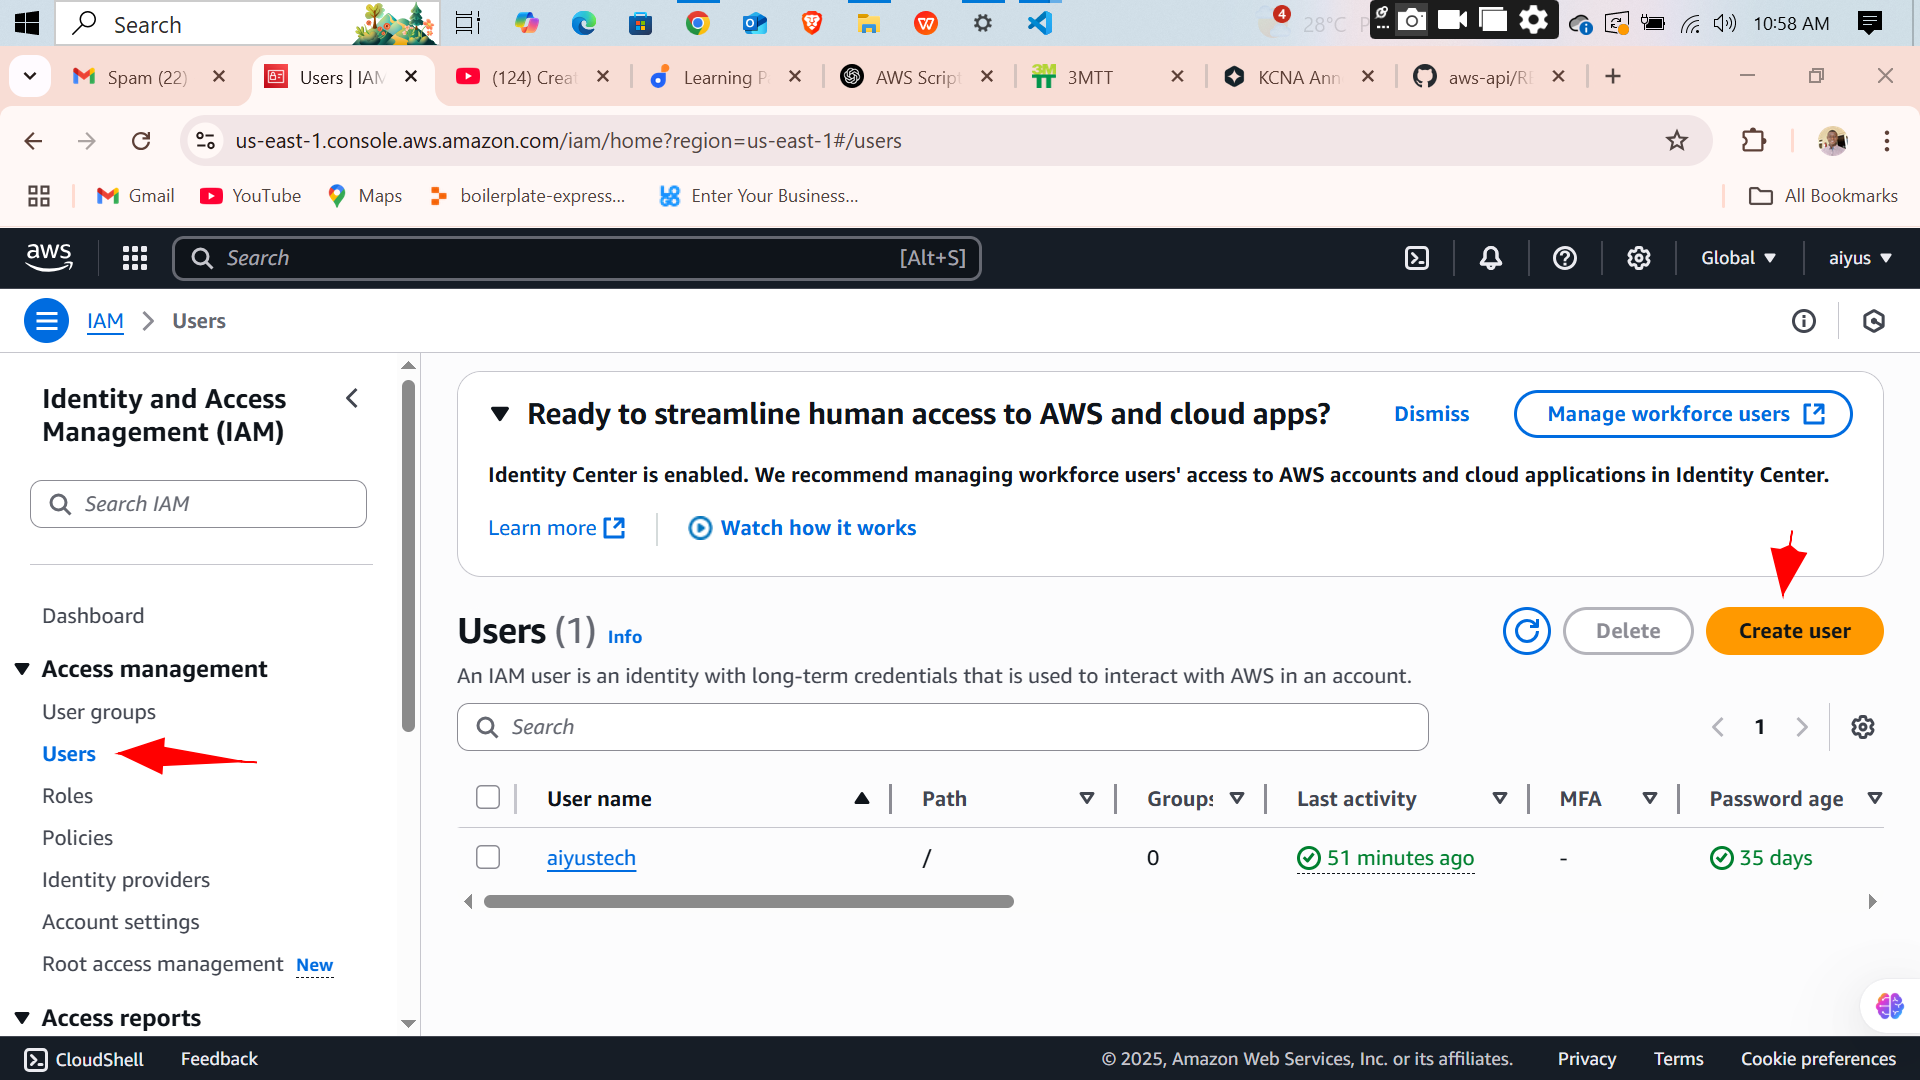 Search
4
28°C
10:58 AM
Spam (22)
Users | IAM
(124) Creat
Learning P
AWS Script
3MTT
KCNA Ann
aws-api/RE
us-east-1.console.aws.amazon.com/iam/home?region=us-east-1#/users
Gmail
YouTube
Maps
boilerplate-express...
Enter Your Business...
All Bookmarks
aws
Search
[Alt+S]
Global
aiyus
IAM
Users
Identity and Access
Management (IAM)
Search IAM
Dashboard
Access management
User groups
Users
Roles
Policies
Identity providers
Account settings
Root access management New
Access reports
Ready to streamline human access to AWS and cloud apps?
Dismiss
Manage workforce users
Identity Center is enabled. We recommend managing workforce users' access to AWS accounts and cloud applications in Identity Center.
Learn more
Watch how it works
Users (1) Info
Delete
Create user
An IAM user is an identity with long-term credentials that is used to interact with AWS in an account.
Search
1
User name
Path
Groups
Last activity
MFA
Password age
aiyustech
/
0
51 minutes ago
-
35 days
CloudShell
Feedback
© 2025, Amazon Web Services, Inc. or its affiliates.
Privacy
Terms
Cookie preferences